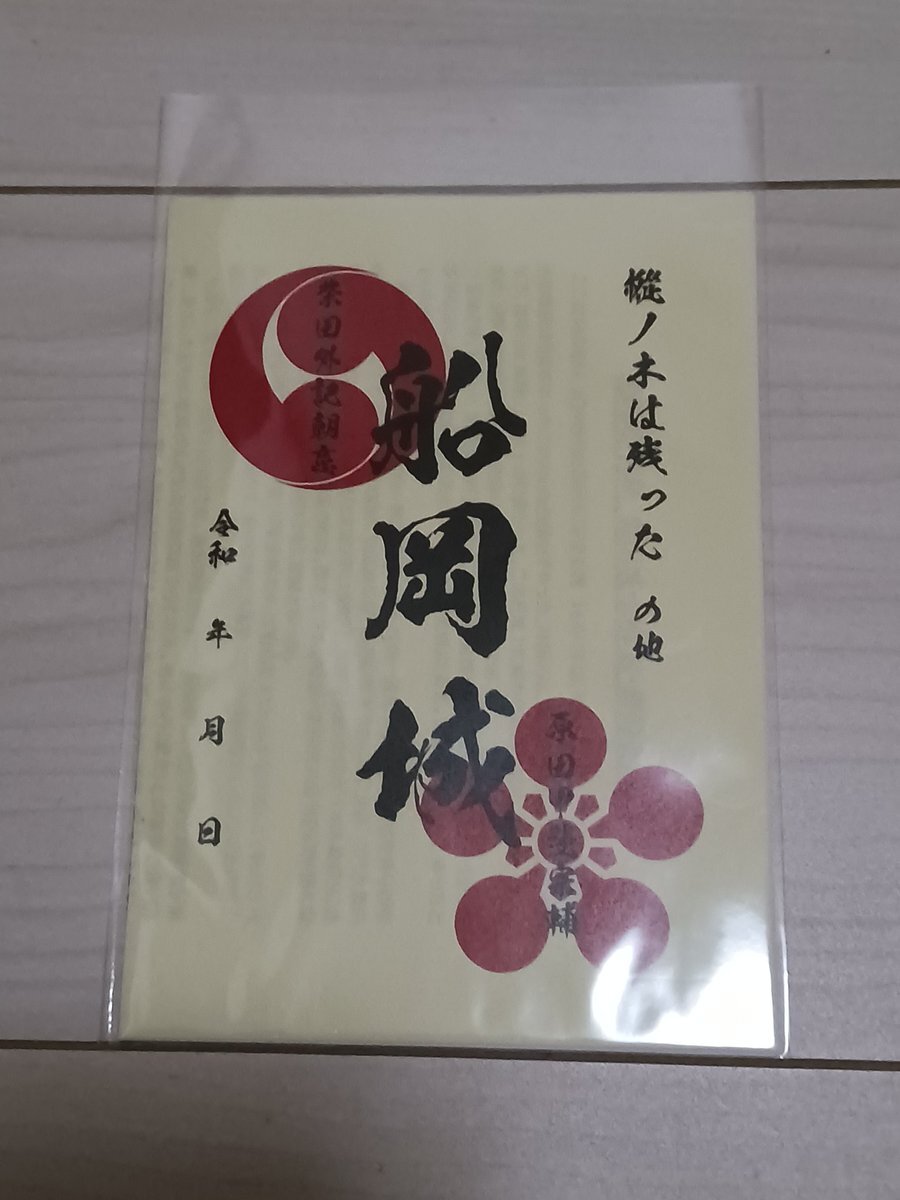 樅ノ木は残った の地
原田甲斐宗輔
船岡城
柴田外記朝意
令和 年 月 日